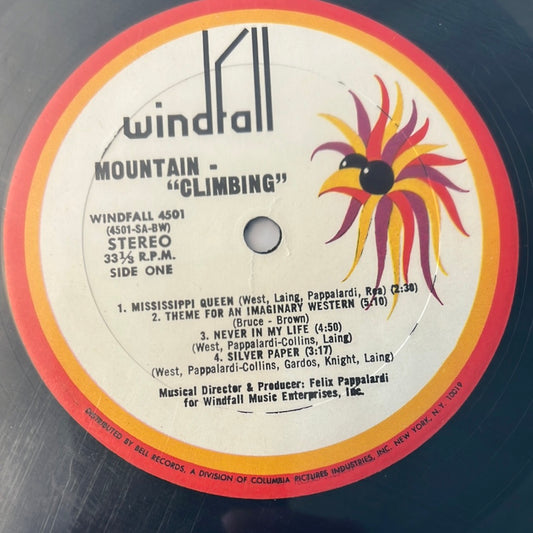 windfall
MOUNTAIN -
"CLIMBING"
WINDFALL 4501
(4501-SA-BW)
STEREO
33⅓ R.P.M.
SIDE ONE
1. MISSISSIPPI QUEEN (West, Laing, Pappalardi, Rea) (2:30)
2. THEME FOR AN IMAGINARY WESTERN (5:10)
(Bruce - Brown)
3. NEVER IN MY LIFE (4:50)
(West, Pappalardi-Collins, Laing)
4. SILVER PAPER (3:17)
(West, Pappalardi-Collins, Gardos, Knight, Laing)
Musical Director & Producer: Felix Pappalardi
for Windfall Music Enterprises, Inc.
DISTRIBUTED BY BELL RECORDS, A DIVISION OF COLUMBIA PICTURES INDUSTRIES, INC. NEW YORK, N.Y. 10019